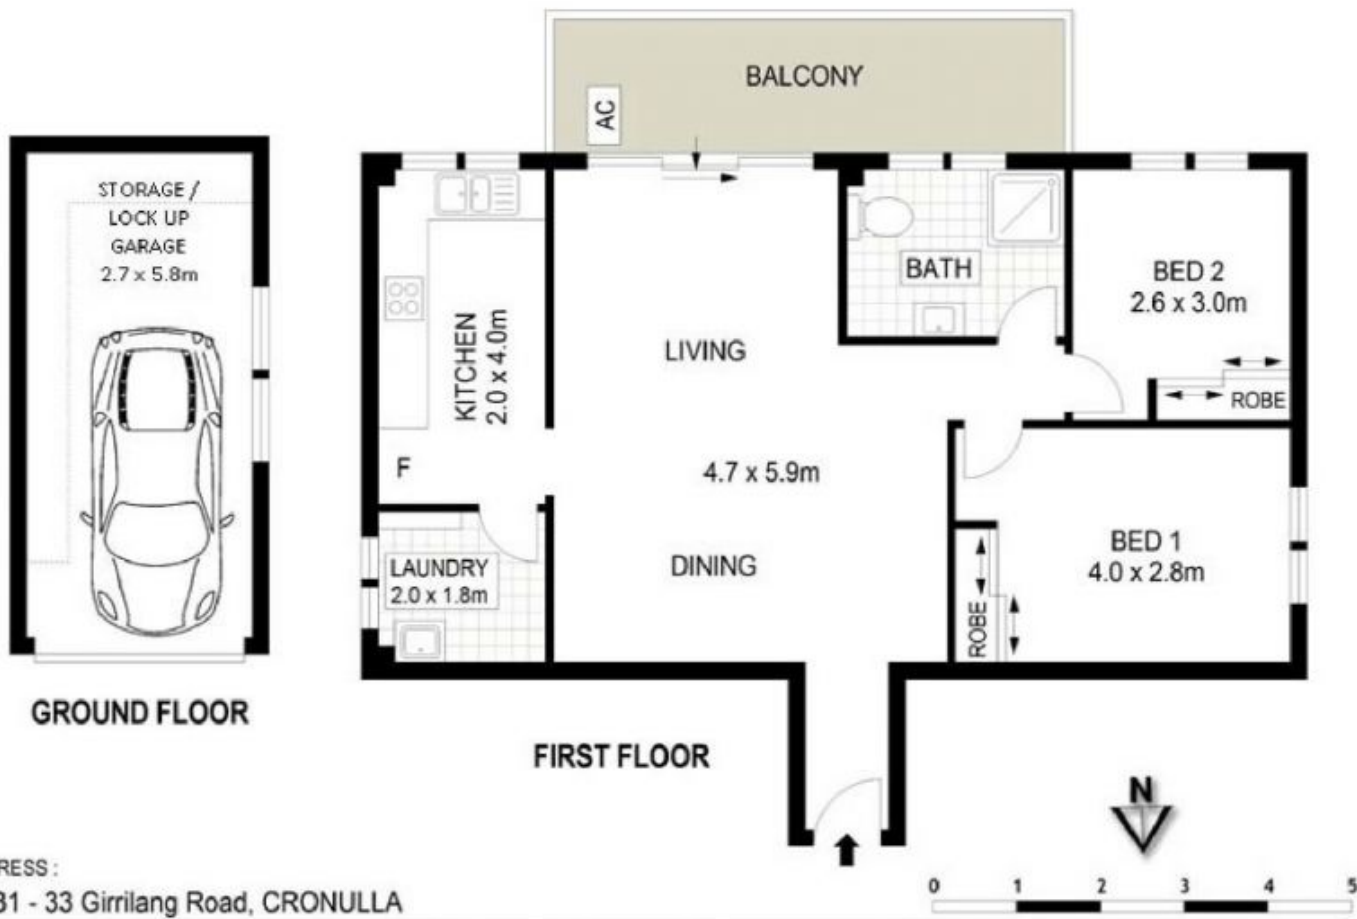 BALCONY
AC
STORAGE /
LOCK UP
GARAGE
2.7 x 5.8m
BATH
BED 2
2.6 x 3.0m
ROBE
KITCHEN
2.0 x 4.0m
LIVING
F
4.7 x 5.9m
DINING
LAUNDRY
2.0 x 1.8m
BED 1
4.0 x 2.8m
ROBE
GROUND FLOOR
FIRST FLOOR
N
RESS :
31 - 33 Girrilang Road, CRONULLA
0 1 2 3 4 5